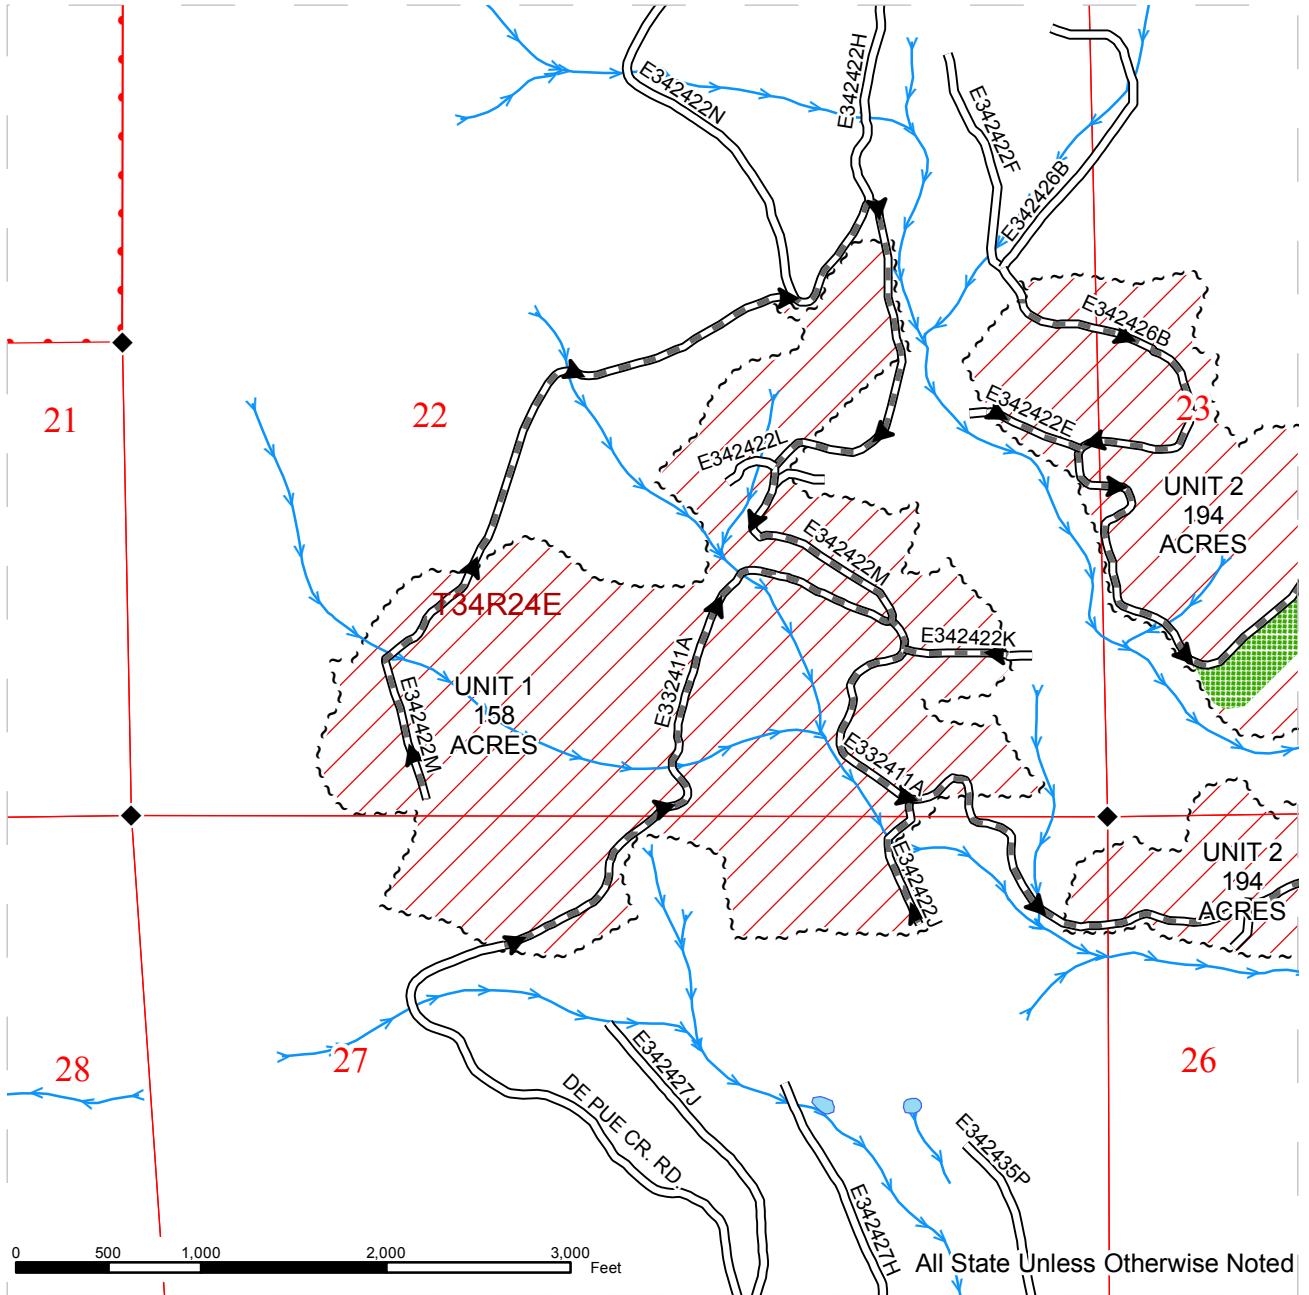 E342422N
E342422H
E342422F
E342426B
E342426B
21
22
E342422E
23
E342422L
UNIT 2
194
ACRES
E342422M
T34R24E
E342422K
E332411A
E342422M
UNIT 1
158
ACRES
E332411A
E342422J
UNIT 2
194
ACRES
28
27
26
E342427J
DE PUE CR. RD.
E342435P
E342427H
0 500 1,000 2,000 3,000
Feet
All State Unless Otherwise Noted